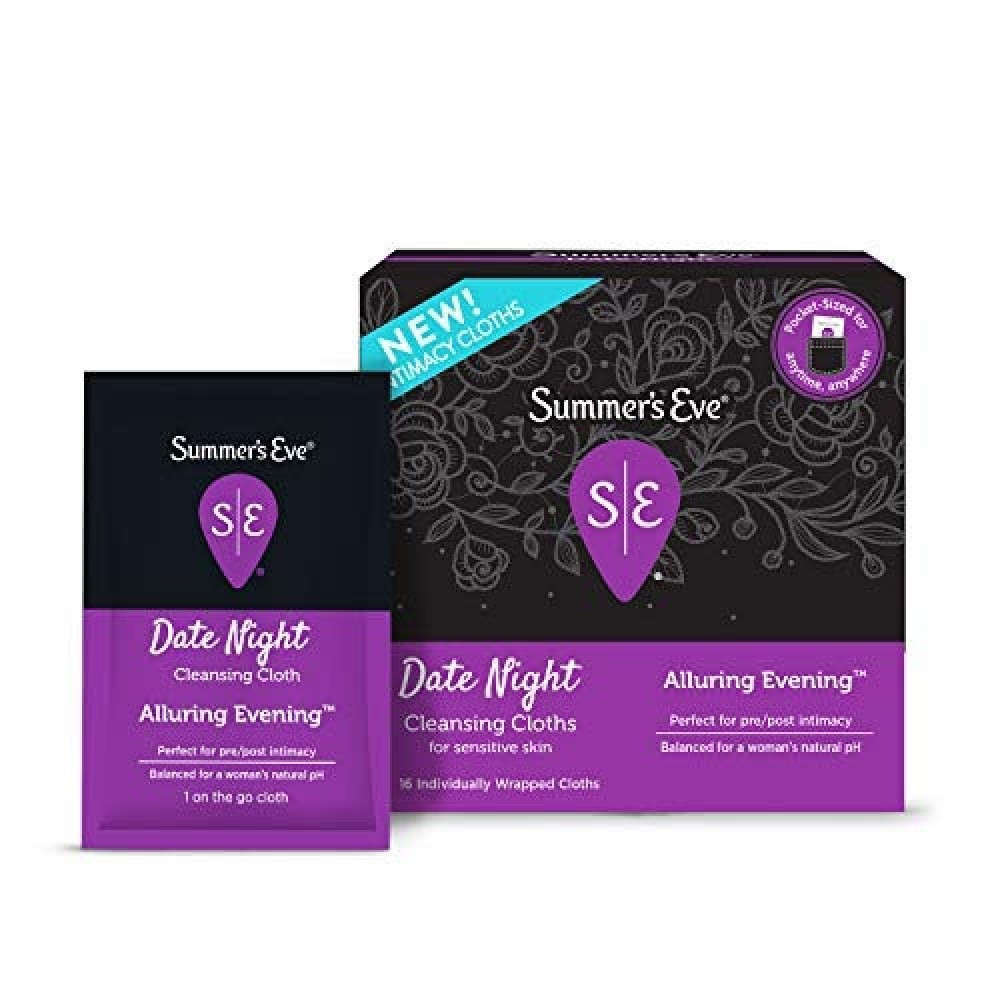 Summer's Eve®
S|E
Date Night
Cleansing Cloth
Alluring Evening™
Perfect for pre/post intimacy
Balanced for a woman's natural pH
1 on the go cloth
NEW!
NTIMACY CLOTHS
Pocket-Sized for
anytime, anywhere
Summer's Eve®
S|E
Date Night
Cleansing Cloths
for sensitive skin
16 Individually Wrapped Cloths
Alluring Evening™
Perfect for pre/post intimacy
Balanced for a woman's natural pH